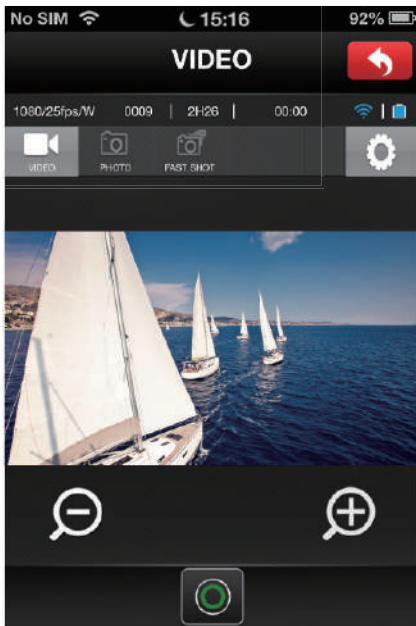 No SIM 15:16 92%
VIDEO
1080/25fps/W 0009 | 2H26 | 00:00 |
VIDEO PHOTO FAST SHOT